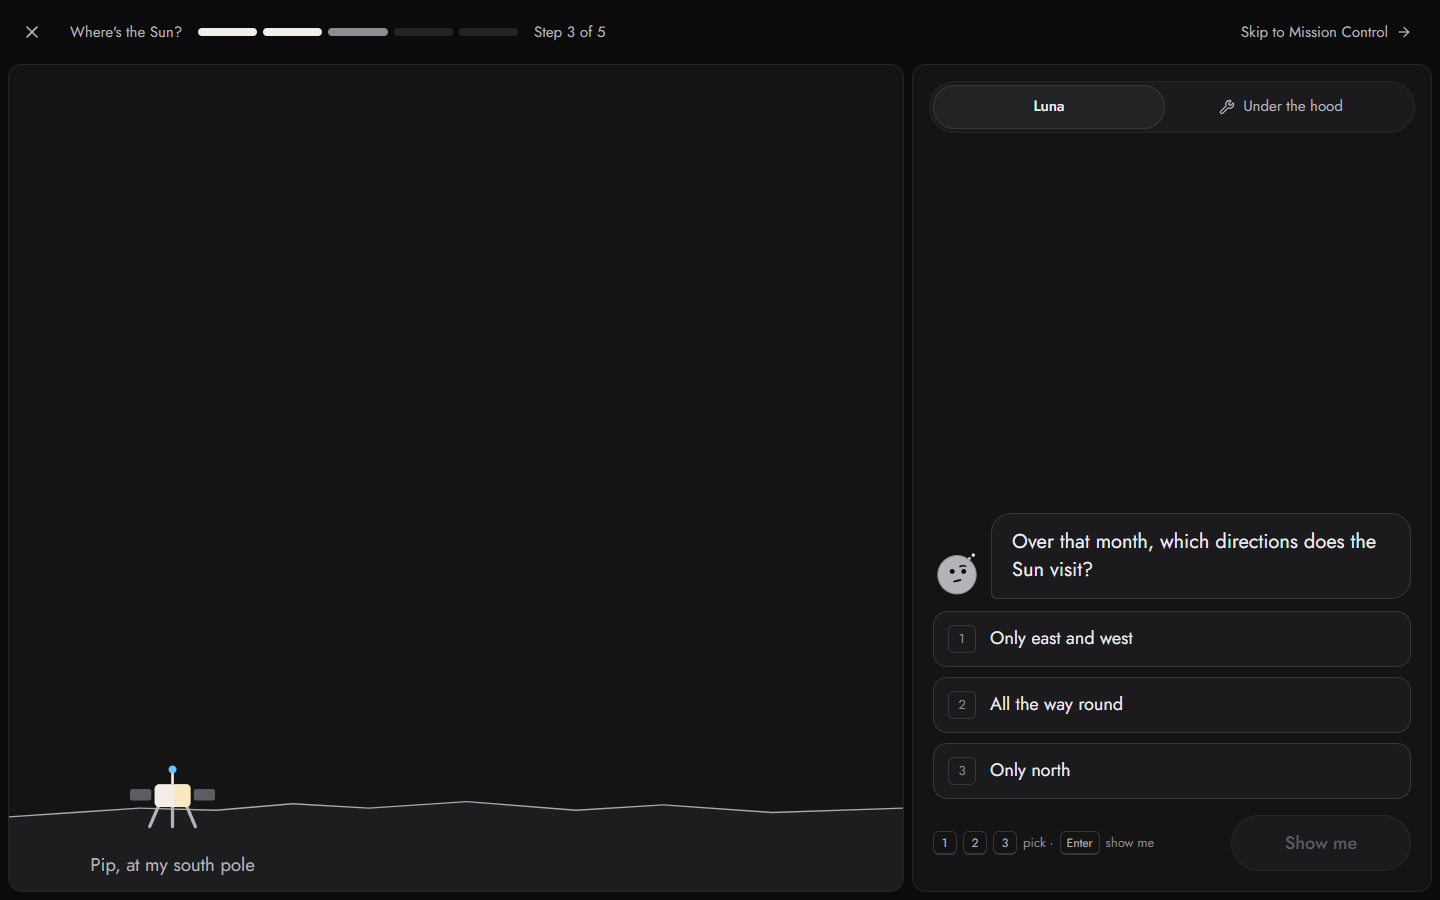 Where's the Sun?
Step 3 of 5
Skip to Mission Control
Luna
Under the hood
Over that month, which directions does the
Sun visit?
1 Only east and west
2 All the way round
3 Only north
1 2 3 pick · Enter show me
Show me
Pip, at my south pole